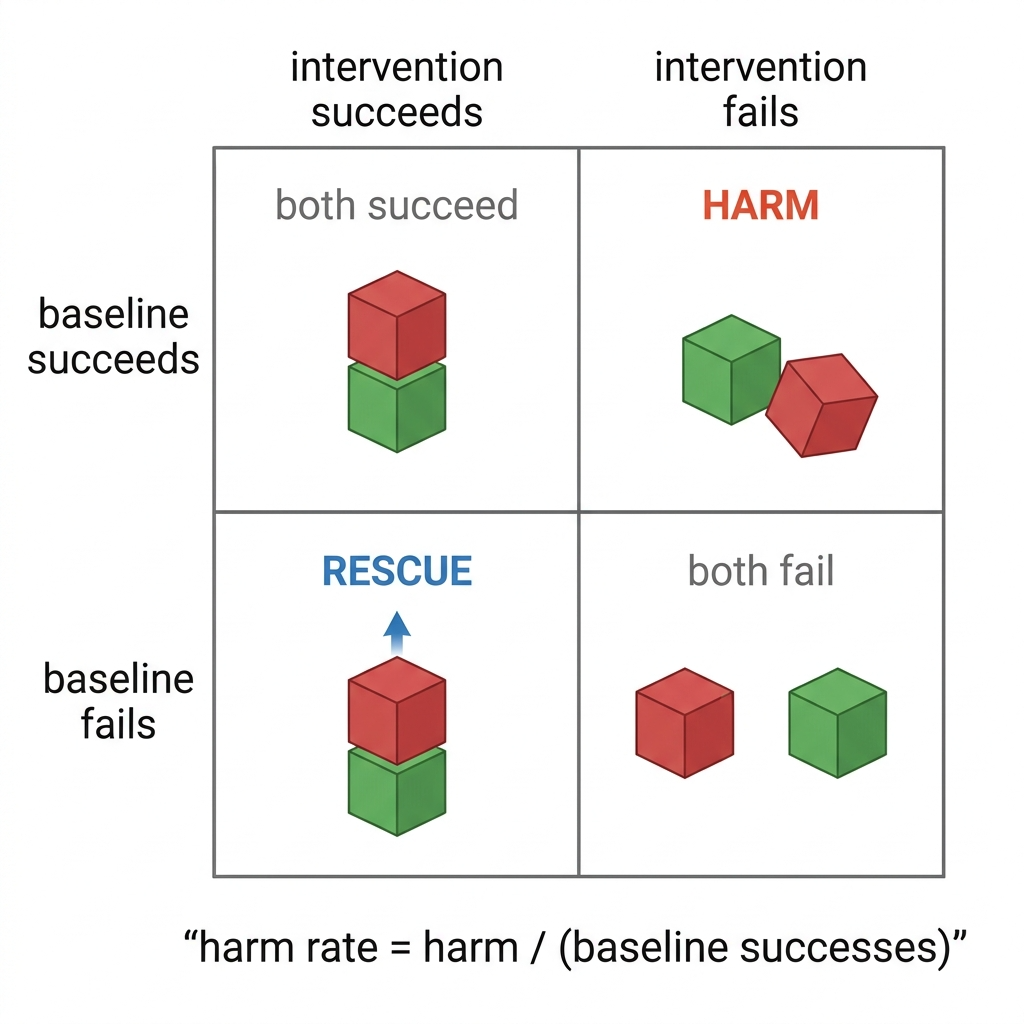 intervention
succeeds
intervention
fails
both succeed
HARM
baseline
succeeds
RESCUE
both fail
baseline
fails
“harm rate = harm / (baseline successes)”